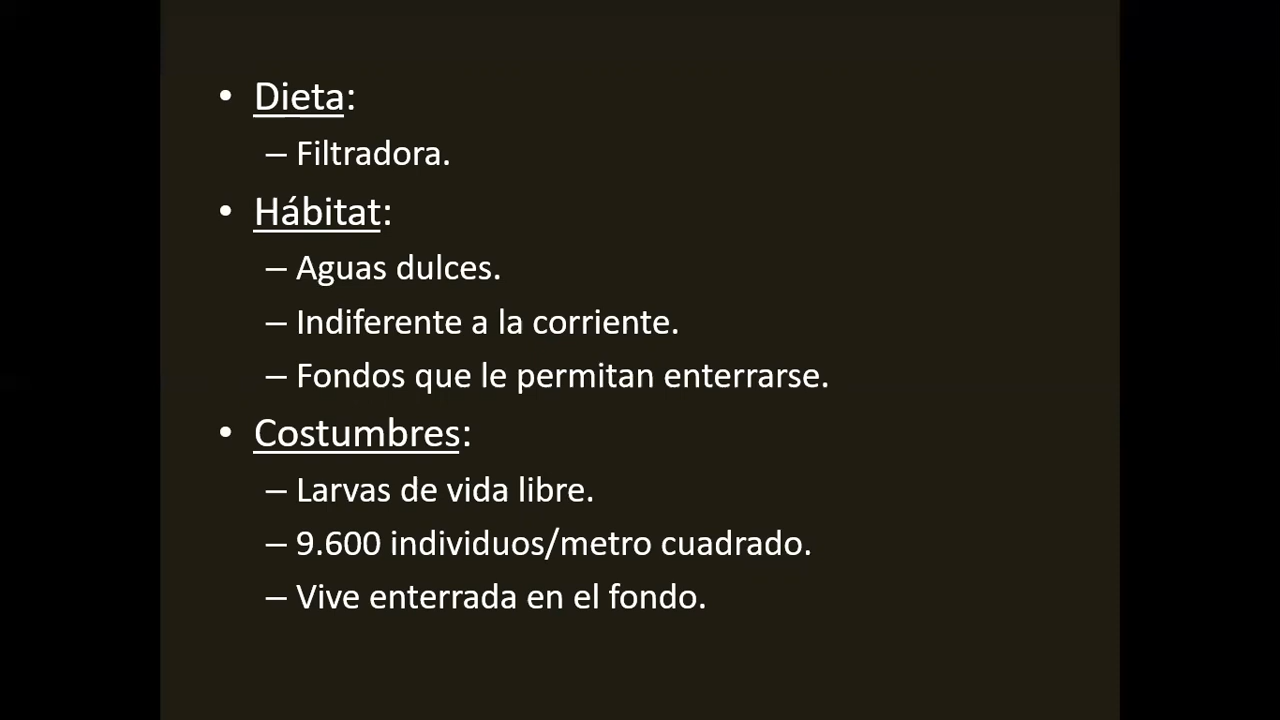 • Dieta:
– Filtradora.
• Hábitat:
– Aguas dulces.
– Indiferente a la corriente.
– Fondos que le permitan enterrarse.
• Costumbres:
– Larvas de vida libre.
– 9.600 individuos/metro cuadrado.
– Vive enterrada en el fondo.